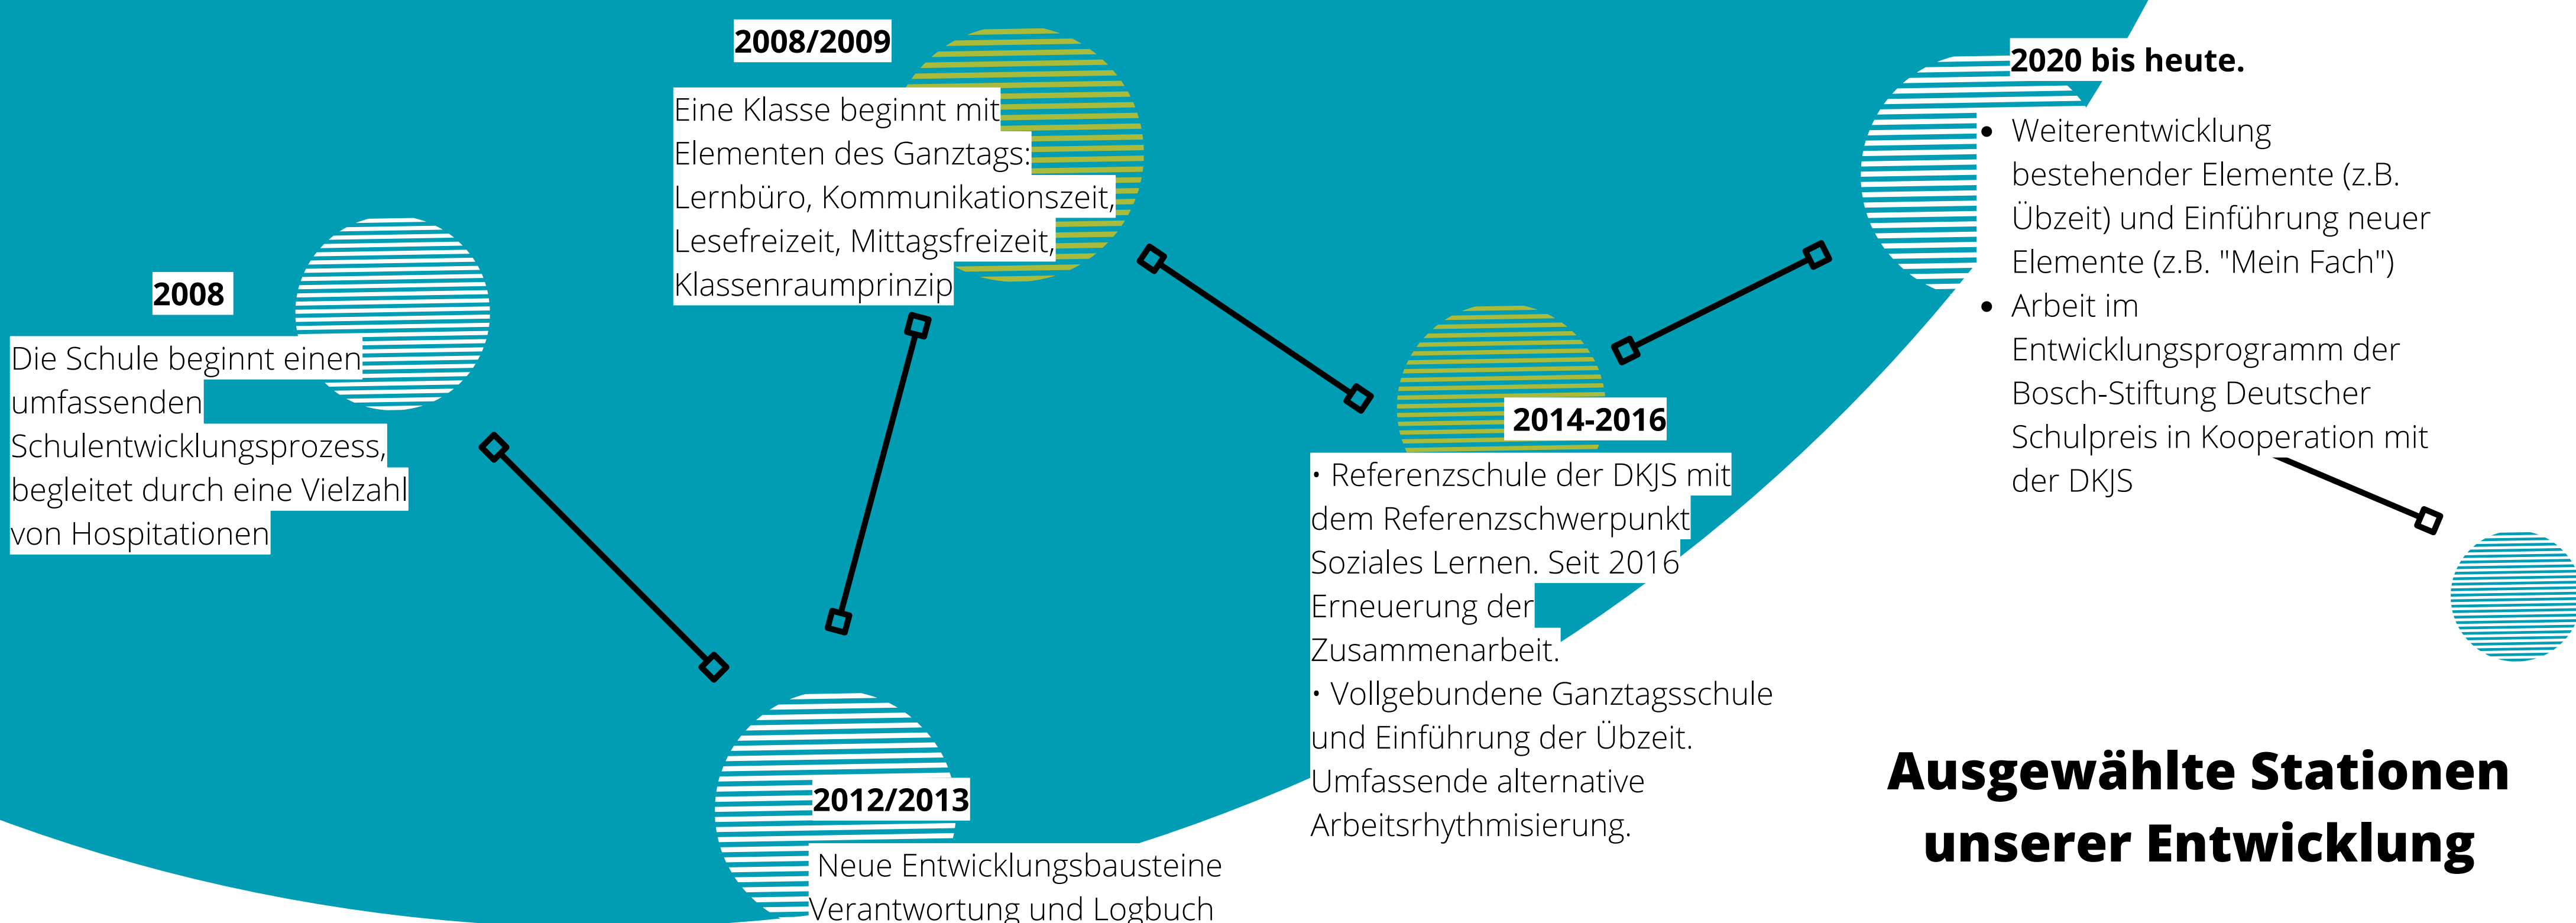 2008
Die Schule beginnt einen
umfassenden
Schulentwicklungsprozess,
begleitet durch eine Vielzahl
von Hospitationen
2008/2009
Eine Klasse beginnt mit
Elementen des Ganztags:
Lernbüro, Kommunikationszeit,
Lesefreizeit, Mittagsfreizeit,
Klassenraumprinzip
2012/2013
Neue Entwicklungsbausteine
Verantwortung und Logbuch
2014-2016
• Referenzschule der DKJS mit
dem Referenzschwerpunkt
Soziales Lernen. Seit 2016
Erneuerung der
Zusammenarbeit.
• Vollgebundene Ganztagsschule
und Einführung der Übzeit.
Umfassende alternative
Arbeitsrhythmisierung.
2020 bis heute.
• Weiterentwicklung
bestehender Elemente (z.B.
Übzeit) und Einführung neuer
Elemente (z.B. "Mein Fach")
• Arbeit im
Entwicklungsprogramm der
Bosch-Stiftung Deutscher
Schulpreis in Kooperation mit
der DKJS
Ausgewählte Stationen
unserer Entwicklung